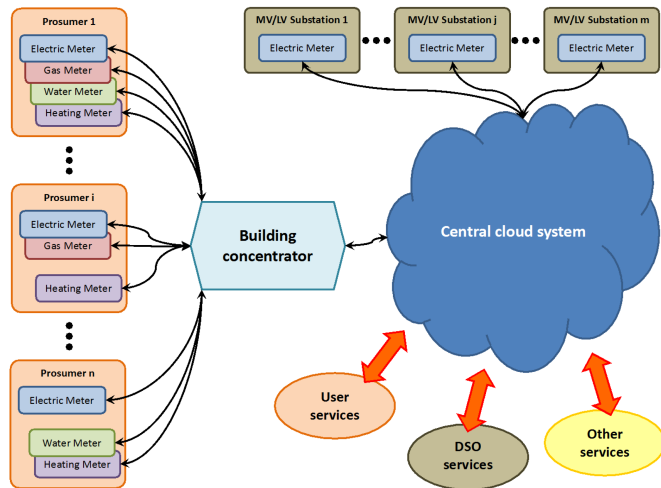 Prosumer 1
Electric Meter
Gas Meter
Water Meter
Heating Meter
Prosumer i
Electric Meter
Gas Meter
Heating Meter
Prosumer n
Electric Meter
Water Meter
Heating Meter
Building
concentrator
MV/LV Substation 1
Electric Meter
MV/LV Substation j
Electric Meter
MV/LV Substation m
Electric Meter
Central cloud system
User
services
DSO
services
Other
services